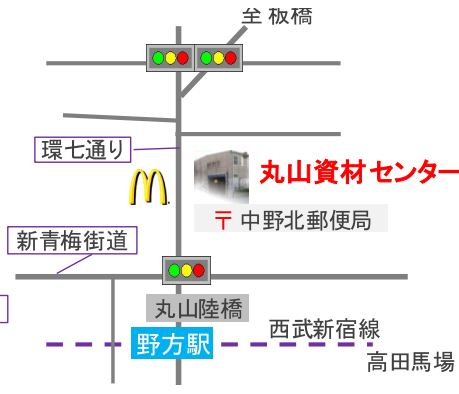 至 板橋
環七通り
丸山資材センター
〒中野北郵便局
新青梅街道
丸山陸橋
野方駅
西武新宿線
高田馬場